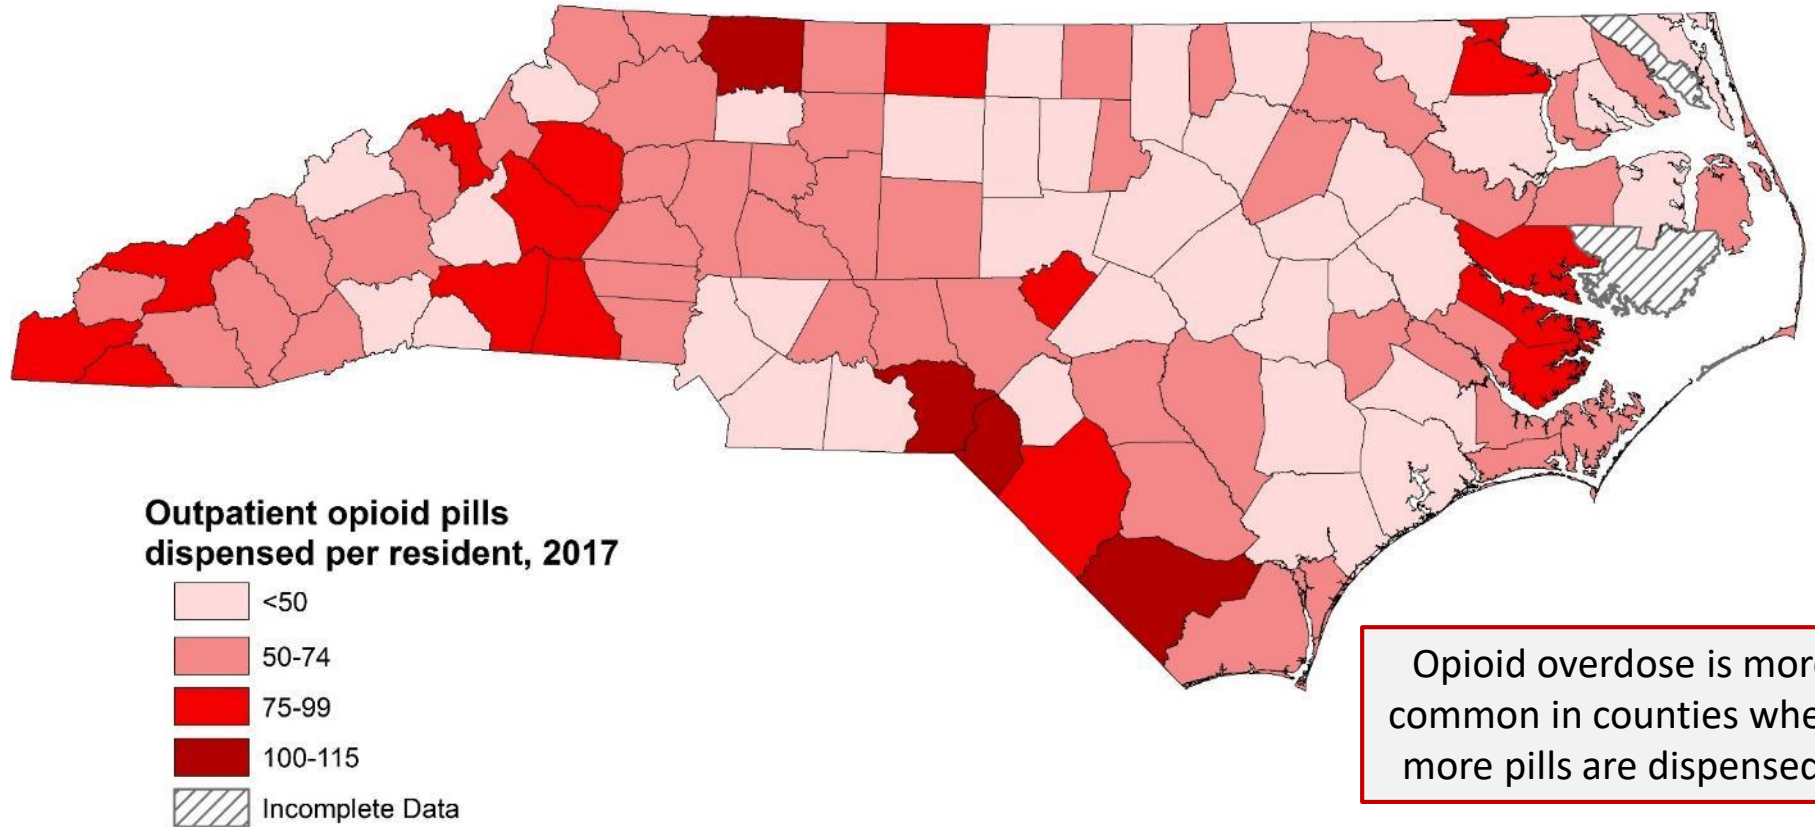 Outpatient opioid pills
dispensed per resident, 2017
<50
50-74
75-99
100-115
Incomplete Data
Opioid overdose is more
common in counties whe
more pills are dispensed